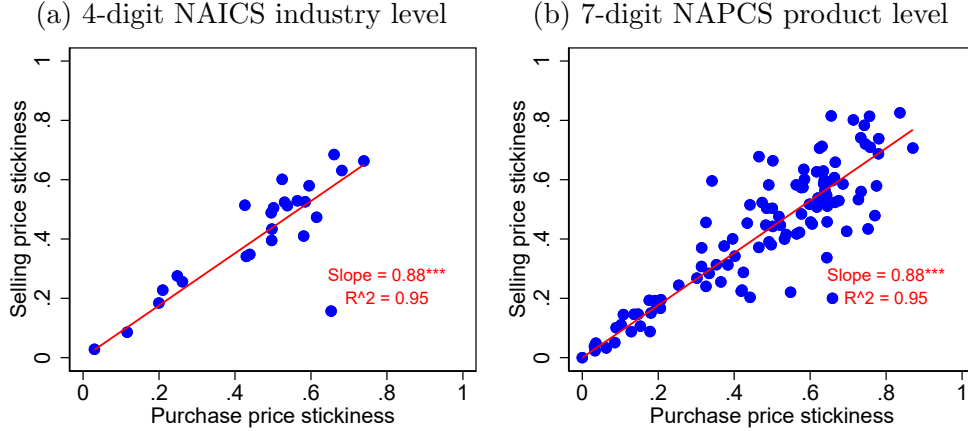 (a) 4-digit NAICS industry level
Selling price stickiness
1
.8
.6
.4
.2
0
Slope = 0.88***
R^2 = 0.95
0 .2 .4 .6 .8 1
Purchase price stickiness
(b) 7-digit NAPCS product level
Selling price stickiness
1
.8
.6
.4
.2
0
Slope = 0.88***
R^2 = 0.95
0 .2 .4 .6 .8 1
Purchase price stickiness